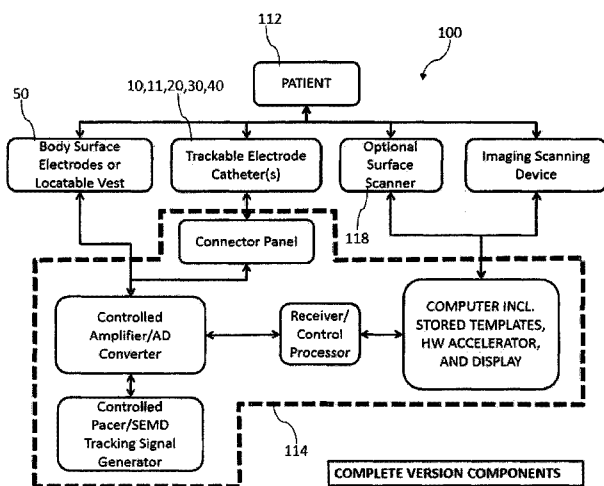 112
100
PATIENT
50
10,11,20,30,40
Body Surface
Electrodes or
Locatable Vest
Trackable Electrode
Catheter(s)
Optional
Surface
Scanner
Imaging Scanning
Device
118
Connector Panel
Controlled
Amplifier/AD
Converter
Receiver/
Control
Processor
COMPUTER INCL.
STORED TEMPLATES,
HW ACCELERATOR,
AND DISPLAY
Controlled
Pacer/SEMD
Tracking Signal
Generator
114
COMPLETE VERSION COMPONENTS